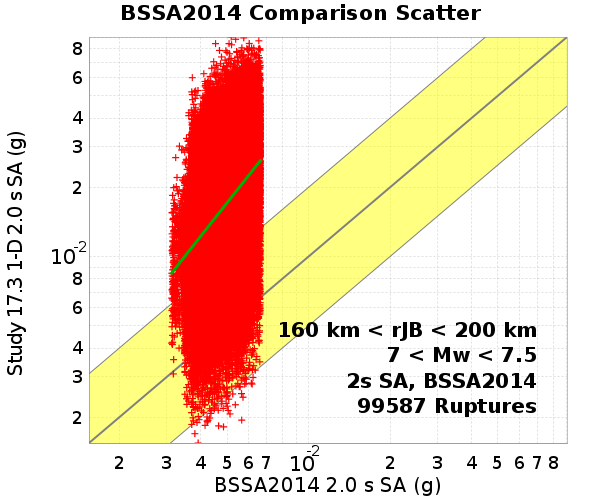 BSSA2014 Comparison Scatter
8
6
4
3
2
10-2
8
6
4
3
2
Study 17.3 1-D 2.0 s SA (g)
160 km < rJB < 200 km
7 < Mw < 7.5
2s SA, BSSA2014
99587 Ruptures
2 3 4 5 6 7 10-2 2 3 4 5 6 7 8
BSSA2014 2.0 s SA (g)